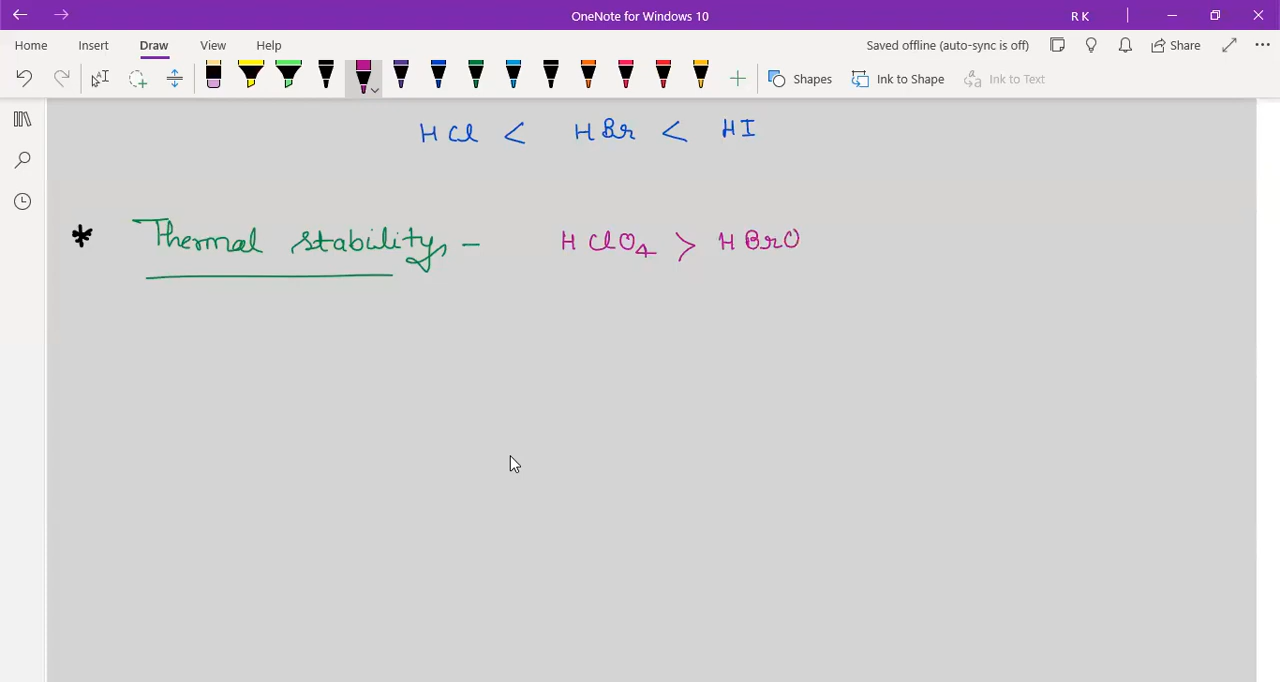 OneNote for Windows 10
R K
Home Insert Draw View Help
Saved offline (auto-sync is off) Share
Shapes Ink to Shape Ink to Text
HCl < HBr < HI
* Thermal stability, - HClO4 > HBrO